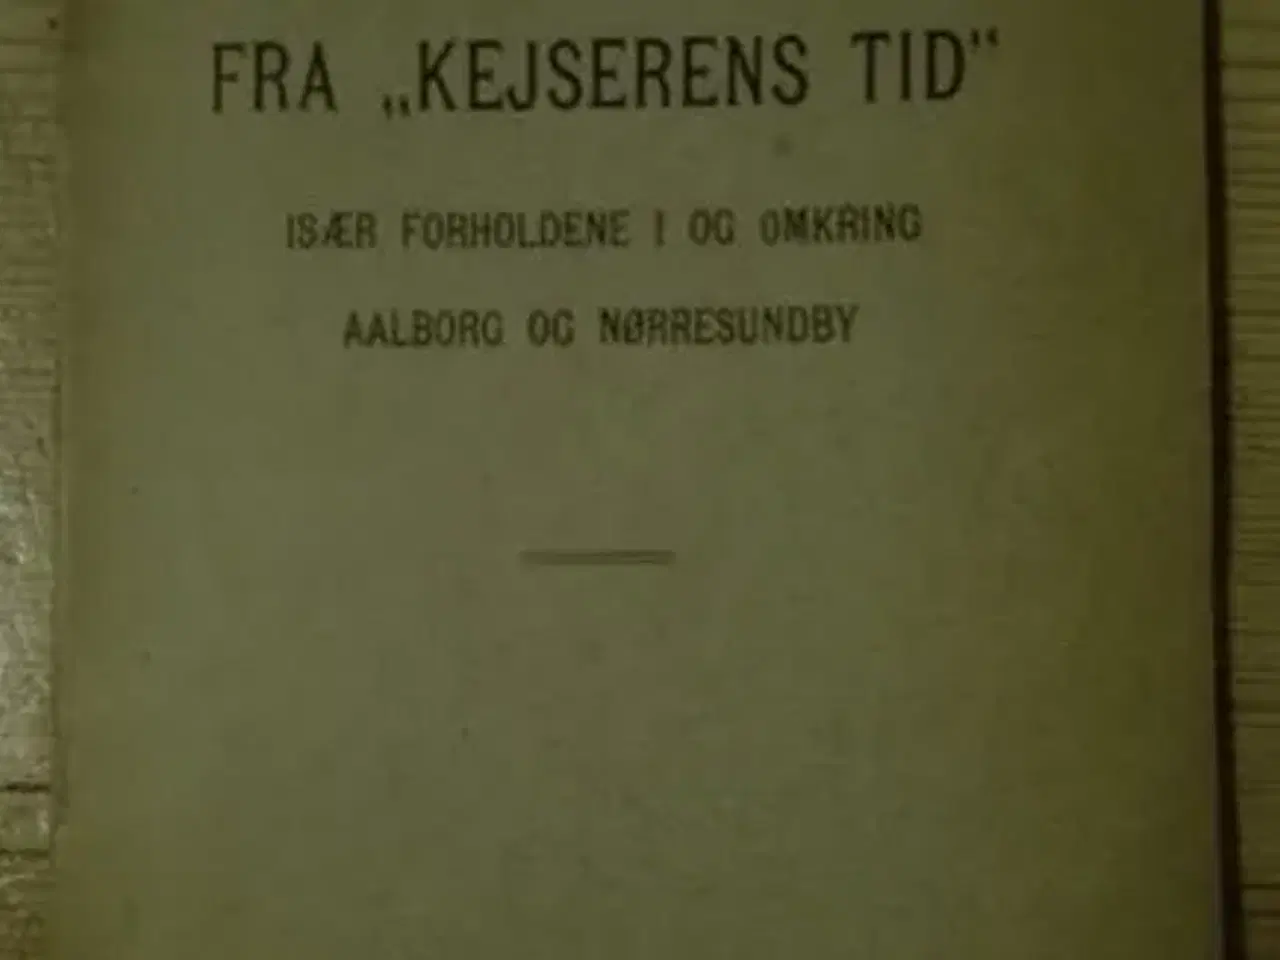 FRA „KEJSERENS TID“
ISÆR FORHOLDENE I OG OMKRING
AALBORG OG NØRRESUNDBY